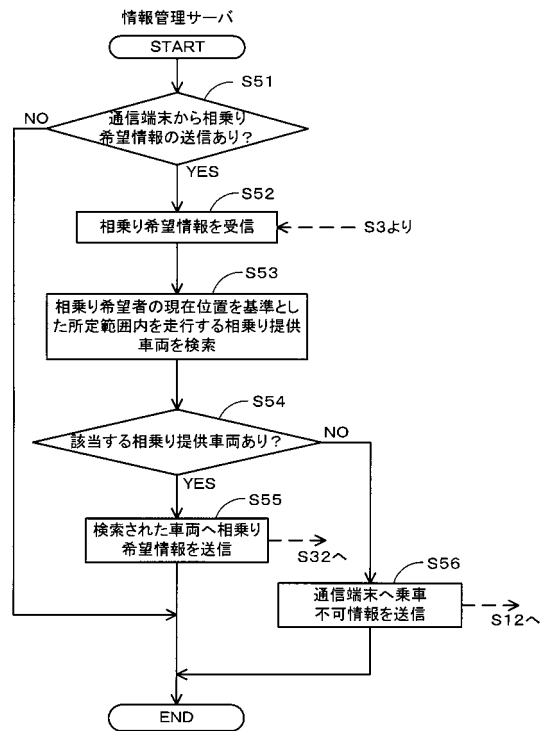 情報管理サーバ
START
S51
通信端末から相乗り
希望情報の送信あり?
NO
YES
S52
相乗り希望情報を受信
S3より
S53
相乗り希望者の現在位置を基準とし
た所定範囲内を走行する相乗り提供
車両を検索
S54
該当する相乗り提供車両あり?
NO
YES
S55
検索された車両へ相乗り
希望情報を送信
S32へ
S56
通信端末へ乗車
不可情報を送信
S12へ
END